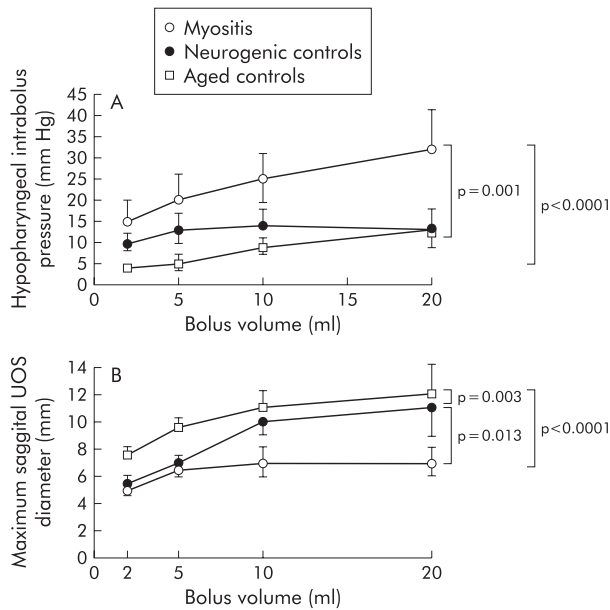 Myositis
Neurogenic controls
Aged controls
A
Hypopharyngeal intrabolus
pressure (mm Hg)
45
40
35
30
25
20
15
10
5
0
0 5 10 15 20
Bolus volume (ml)
p=0.001
p<0.0001
B
Maximum saggital UOS
diameter (mm)
14
12
10
8
6
4
2
0
0 2 5 10 20
Bolus volume (ml)
p=0.003
p=0.013
p<0.0001